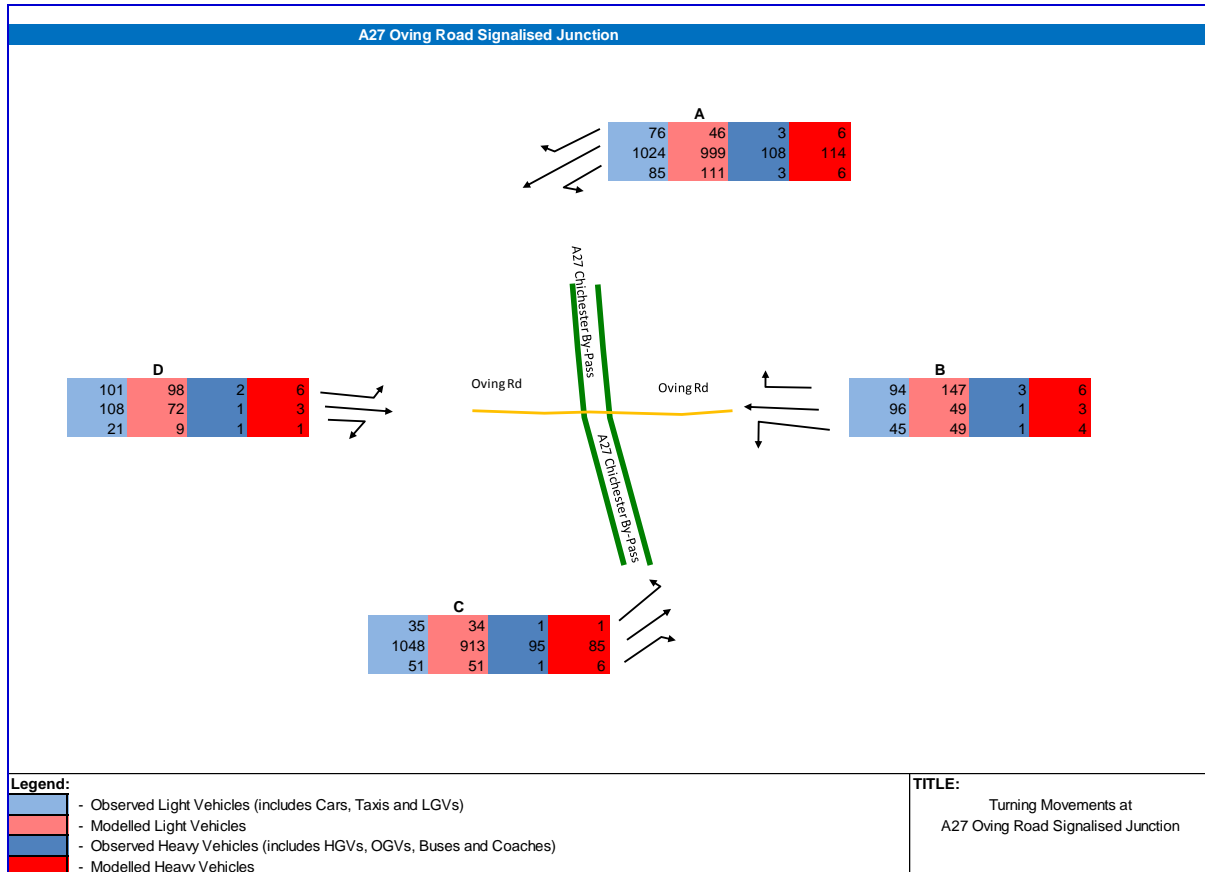 A27 Oving Road Signalised Junction
A
76 46 3 6
1024 999 108 114
85 111 3 6
A27 Chichester By-Pass
D
101 98 2 6
108 72 1 3
21 9 1 1
Oving Rd
Oving Rd
B
94 147 3 6
96 49 1 3
45 49 1 4
A27 Chichester By-Pass
C
35 34 1 1
1048 913 95 85
51 51 1 6
Legend:
- Observed Light Vehicles (includes Cars, Taxis and LGVs)
- Modelled Light Vehicles
- Observed Heavy Vehicles (includes HGVs, OGVs, Buses and Coaches)
- Modelled Heavy Vehicles
TITLE:
Turning Movements at
A27 Oving Road Signalised Junction